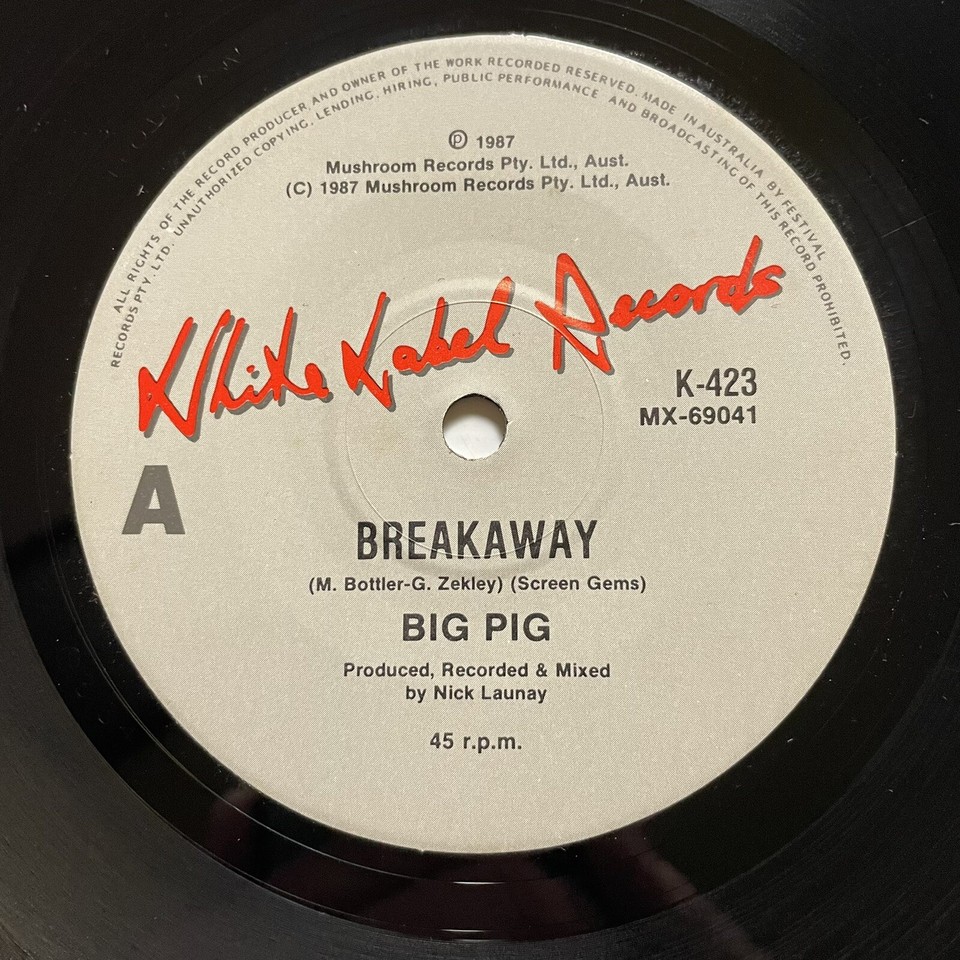 ALL RIGHTS OF THE RECORD PRODUCER AND OWNER OF THE WORK RECORDED RESERVED. MADE IN AUSTRALIA BY FESTIVAL
RECORDS PTY. LTD. UNAUTHORIZED COPYING, LENDING, HIRING, PUBLIC PERFORMANCE AND BROADCASTING OF THIS RECORD PROHIBITED.
Ⓟ 1987
Mushroom Records Pty. Ltd., Aust.
(C) 1987 Mushroom Records Pty. Ltd., Aust.
White Label Records
K-423
MX-69041
A
BREAKAWAY
(M. Bottler-G. Zekley) (Screen Gems)
BIG PIG
Produced, Recorded & Mixed
by Nick Launay
45 r.p.m.